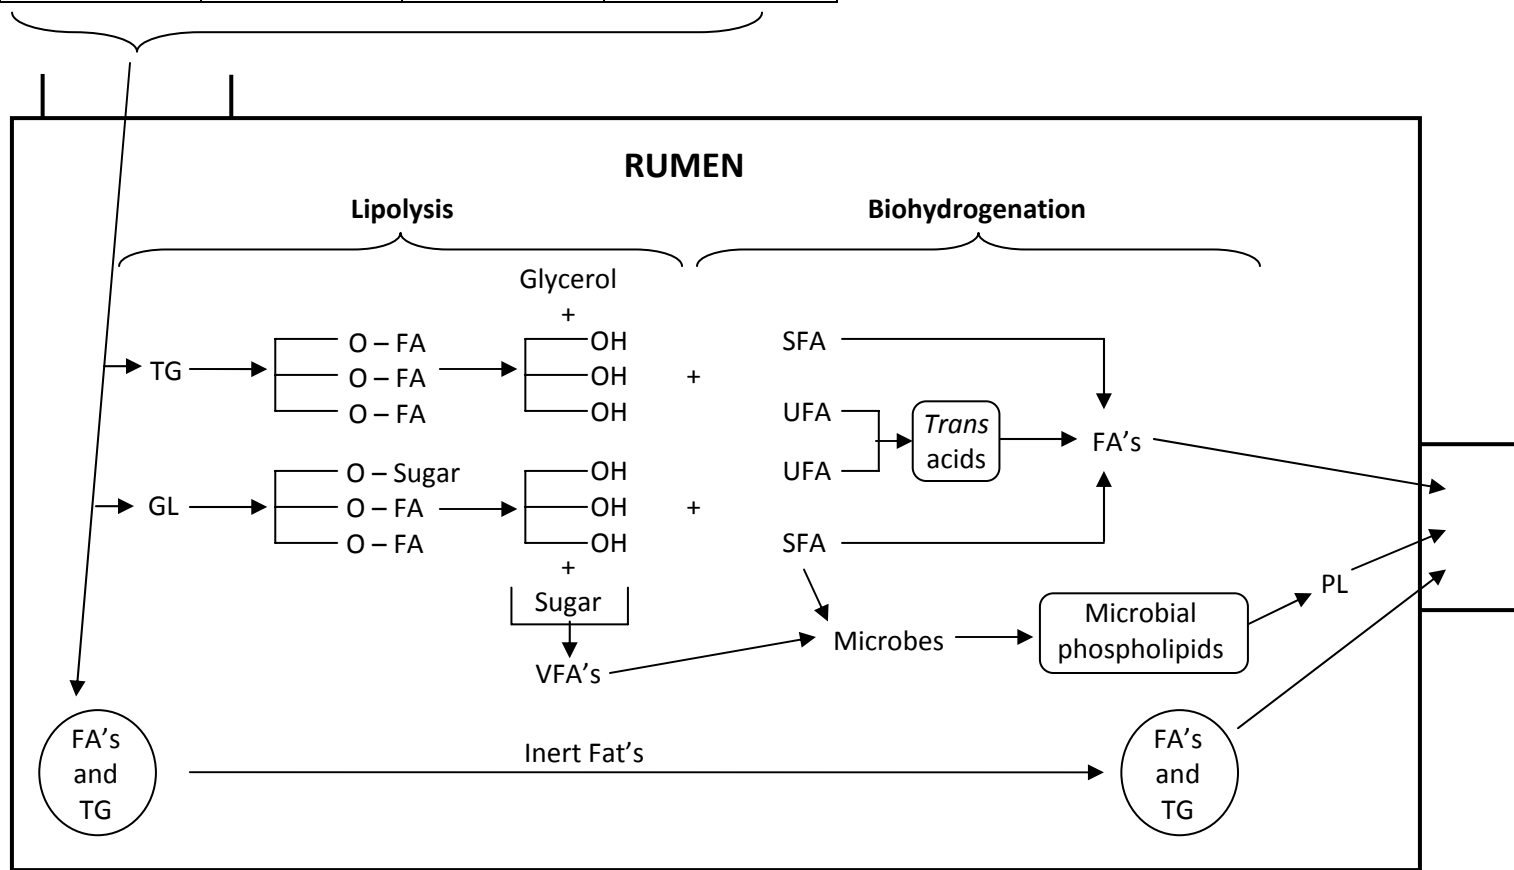 RUMEN
Lipolysis
Biohydrogenation
Glycerol
+
TG
O – FA
O – FA
O – FA
OH
OH
OH
+
SFA
UFA
Trans
acids
FA's
UFA
GL
O – Sugar
O – FA
O – FA
OH
OH
OH
+
SFA
+
Sugar
VFA's
Microbes
Microbial
phospholipids
PL
FA's
and
TG
Inert Fat's
FA's
and
TG